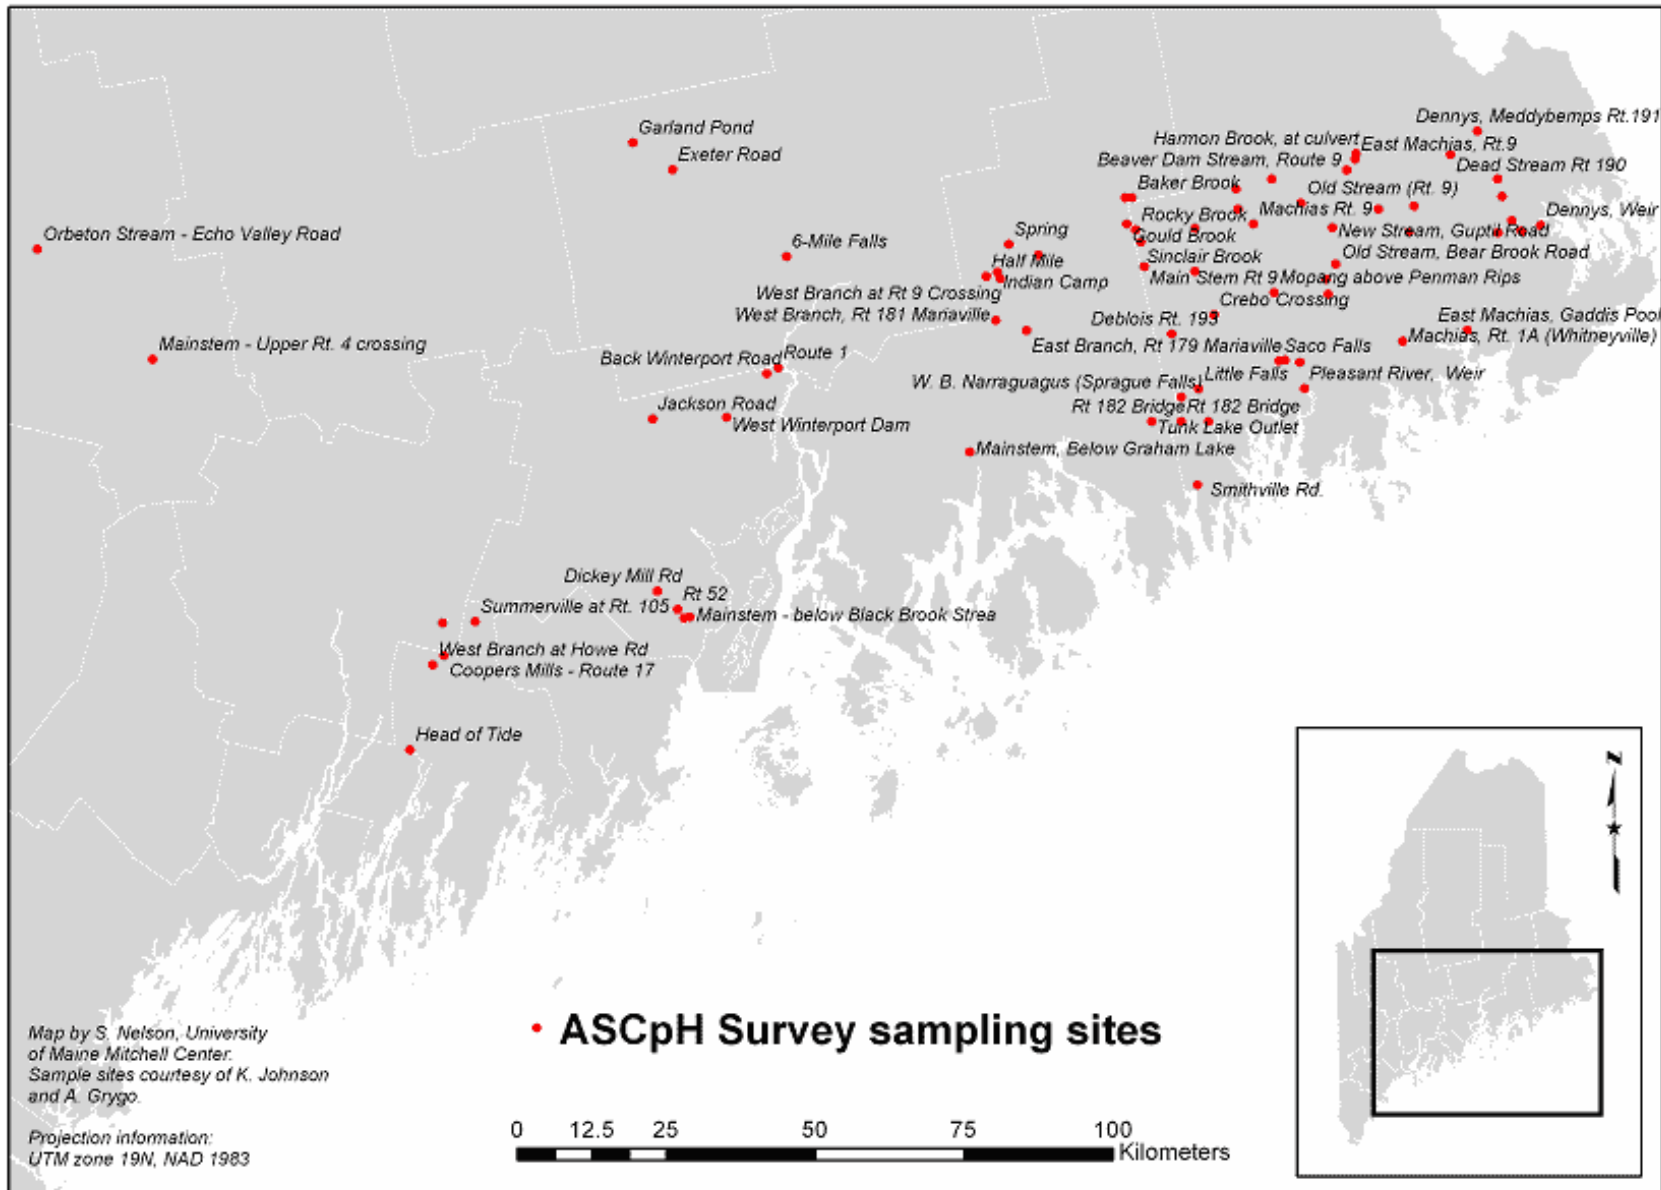 Dennys, Meddybemps Rt.191
Garland Pond
Harmon Brook, at culvert
East Machias, Rt.9
Exeter Road
Beaver Dam Stream, Route 9
Dead Stream Rt 190
Baker Brook
Old Stream (Rt. 9)
Rocky Brook
Machias Rt. 9
Dennys, Weir
Orbeton Stream - Echo Valley Road
6-Mile Falls
Spring
Gould Brook
New Stream, Guptil Road
Half Mile
Sinclair Brook
Old Stream, Bear Brook Road
Indian Camp
Main Stem Rt 9
Mopang above Penman Rips
West Branch at Rt 9 Crossing
Crebo Crossing
West Branch, Rt 181 Mariaville
Deblois Rt. 193
East Machias, Gaddis Pool
Machias, Rt. 1A (Whitneyville)
Mainstem - Upper Rt. 4 crossing
Back Winterport Road
Route 1
East Branch, Rt 179 Mariaville
Saco Falls
W. B. Narraguagus (Sprague Falls)
Little Falls
Pleasant River, Weir
Jackson Road
Rt 182 Bridge
Rt 182 Bridge
West Winterport Dam
Tunk Lake Outlet
Mainstem, Below Graham Lake
Smithville Rd.
Dickey Mill Rd
Rt 52
Summerville at Rt. 105
Mainstem - below Black Brook Strea
West Branch at Howe Rd
Coopers Mills - Route 17
Head of Tide
N
ASCpH Survey sampling sites
Map by S. Nelson, University
of Maine Mitchell Center.
Sample sites courtesy of K. Johnson
and A. Grygo.
Projection information:
UTM zone 19N, NAD 1983
0 12.5 25 50 75 100
Kilometers